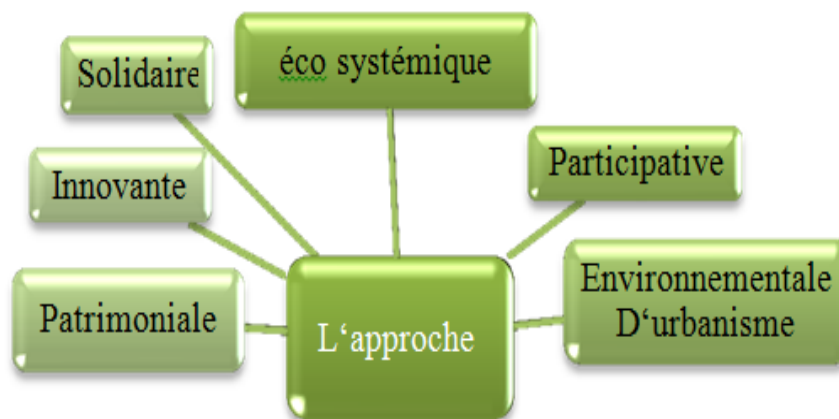 Solidaire
éco systémique
Innovante
Participative
Patrimoniale
L‘approche
Environnementale
D‘urbanisme